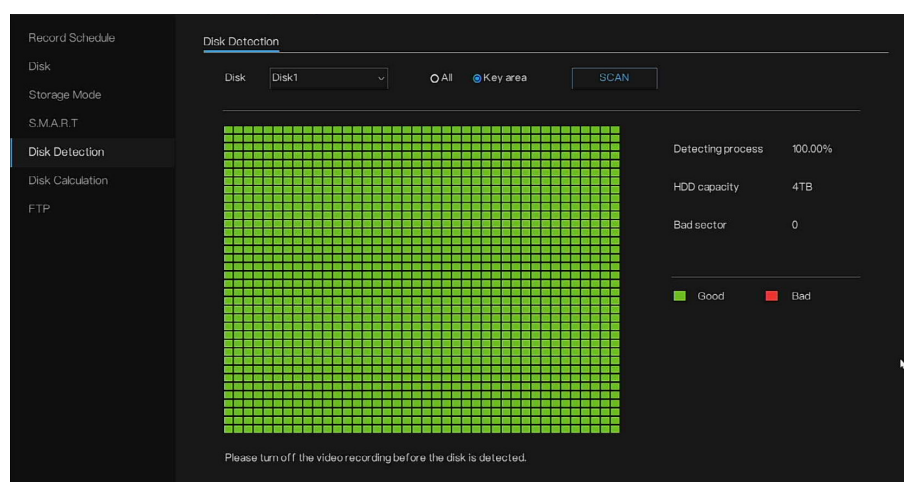 Record Schedule
Disk
Storage Mode
S.M.A.R.T
Disk Detection
Disk Calculation
FTP
Disk Detection
Disk Disk1 All Key area SCAN
Detecting process 100.00%
HDD capacity 4TB
Bad sector 0
Good Bad
Please turn off the video recording before the disk is detected.